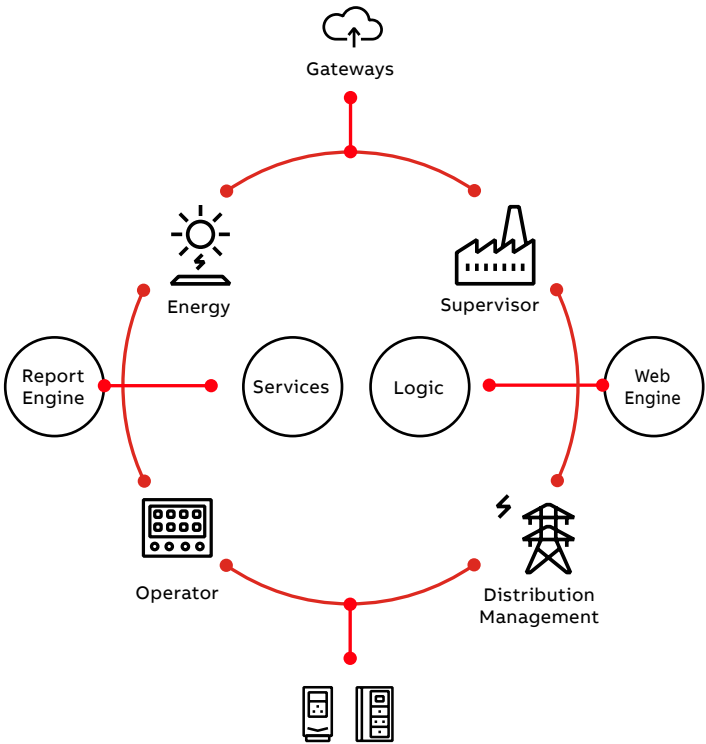 Gateways
Energy
Supervisor
Report
Engine
Services
Logic
Web
Engine
Operator
Distribution
Management